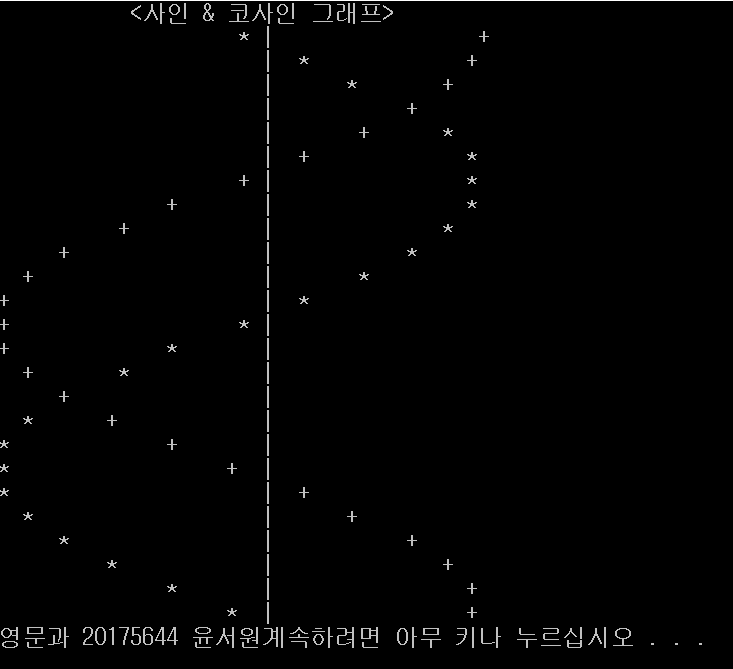 <사인 & 코사인 그래프>
* | +
| * +
| * +
| +
| + *
| + *
+ | *
+ | *
+ | *
+ | *
+ | *
+ | *
+ * |
+ * |
+ * |
+ |
* + |
* + |
* + |
* | +
* | +
* | +
* | +
* | +
* | +
영문과 20175644 윤서원계속하려면 아무 키나 누르십시오 . . .